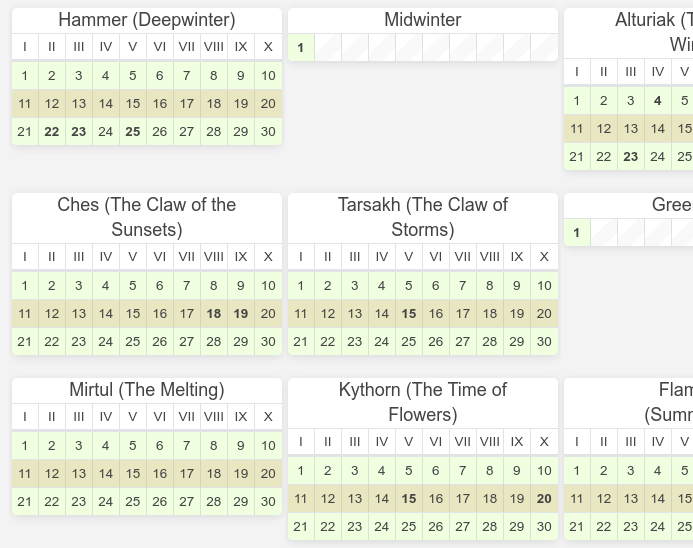 Hammer (Deepwinter)
I II III IV V VI VII VIII IX X
1 2 3 4 5 6 7 8 9 10
11 12 13 14 15 16 17 18 19 20
21 22 23 24 25 26 27 28 29 30
Midwinter
1
Alturiak (T
Wi
I II III IV V
1 2 3 4 5
11 12 13 14 15
21 22 23 24 25
Ches (The Claw of the
Sunsets)
I II III IV V VI VII VIII IX X
1 2 3 4 5 6 7 8 9 10
11 12 13 14 15 16 17 18 19 20
21 22 23 24 25 26 27 28 29 30
Tarsakh (The Claw of
Storms)
I II III IV V VI VII VIII IX X
1 2 3 4 5 6 7 8 9 10
11 12 13 14 15 16 17 18 19 20
21 22 23 24 25 26 27 28 29 30
Gree
1
Mirtul (The Melting)
I II III IV V VI VII VIII IX X
1 2 3 4 5 6 7 8 9 10
11 12 13 14 15 16 17 18 19 20
21 22 23 24 25 26 27 28 29 30
Kythorn (The Time of
Flowers)
I II III IV V VI VII VIII IX X
1 2 3 4 5 6 7 8 9 10
11 12 13 14 15 16 17 18 19 20
21 22 23 24 25 26 27 28 29 30
Flam
(Sum
I II III IV V
1 2 3 4 5
11 12 13 14 15
21 22 23 24 25